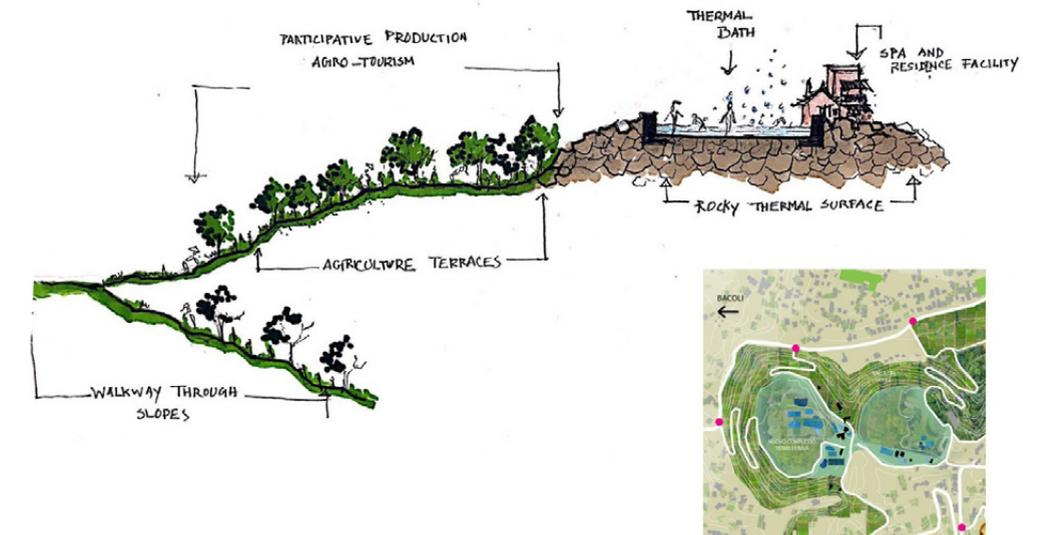 PARTICIPATIVE PRODUCTION
AGRO-TOURISM
THERMAL
BATH
SPA AND
RESIDENCE FACILITY
ROCKY THERMAL SURFACE
AGRICULTURE TERRACES
WALKWAY THROUGH
SLOPES
BACOLI